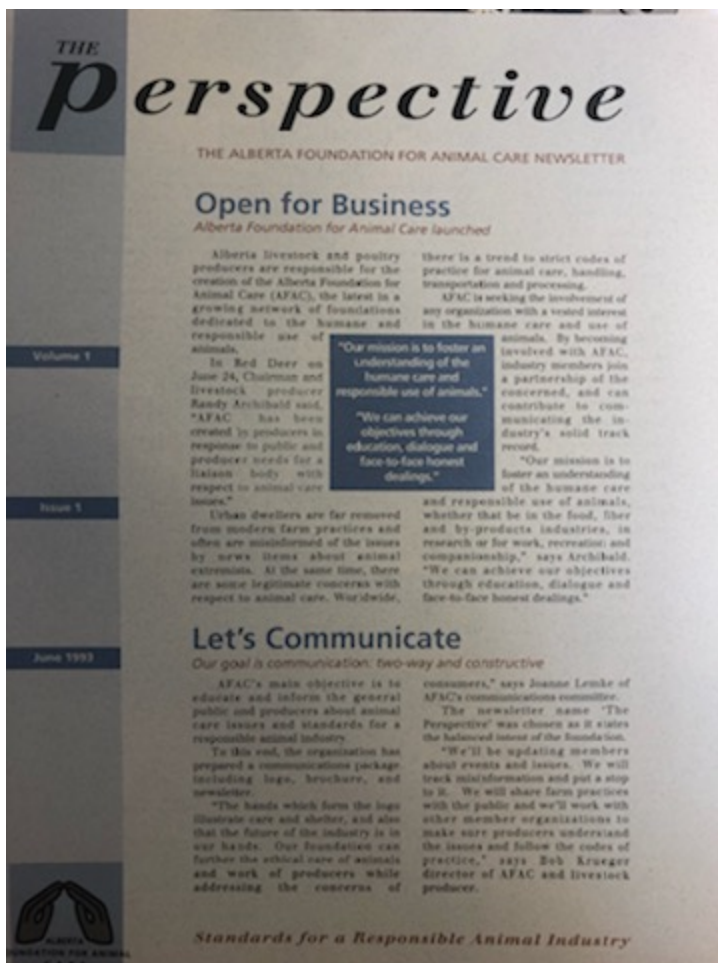 THE
Perspective
THE ALBERTA FOUNDATION FOR ANIMAL CARE NEWSLETTER
Open for Business
Alberta Foundation for Animal Care launched
Alberta livestock and poultry
producers are responsible for the
creation of the Alberta Foundation for
Animal Care (AFAC), the latest in a
growing network of foundations
dedicated to the humane and
responsible use of
animals.
In Red Deer on
June 24, Chairman and
livestock producer
Randy Archibald said,
"AFAC has been
created by producers in
response to public and
producer needs for a
liaison body with
respect to animal care
issues."
Urban dwellers are far removed
from modern farm practices and
often are misinformed of the issues
by news items about animal
extremists. At the same time, there
are some legitimate concerns with
respect to animal care. Worldwide,
there is a trend to strict codes of
practice for animal care, handling,
transportation and processing.
AFAC is seeking the involvement of
any organization with a vested interest
in the humane care and use of
animals. By becoming
involved with AFAC,
industry members join
a partnership of the
concerned, and can
contribute to com-
municating the in-
dustry's solid track
record.
"Our mission is to
foster an understanding
of the humane care
and responsible use of animals,
whether that be in the food, fiber
and by-products industries, in
research or for work, recreation and
companionship," says Archibald.
"We can achieve our objectives
through education, dialogue and
face-to-face honest dealings."
"Our mission is to foster an
understanding of the
humane care and
responsible use of animals."
"We can achieve our
objectives through
education, dialogue and
face-to-face honest
dealings."
Volume 1
Issue 1
June 1993
Let's Communicate
Our goal is communication: two-way and constructive
AFAC's main objective is to
educate and inform the general
public and producers about animal
care issues and standards for a
responsible animal industry.
To this end, the organization has
prepared a communications package
including logo, brochure, and
newsletter.
"The hands which form the logo
illustrate care and shelter, and also
that the future of the industry is in
our hands. Our foundation can
further the ethical care of animals
and work of producers while
addressing the concerns of
consumers," says Joanne Lemke of
AFAC's communications committee.
The newsletter name 'The
Perspective' was chosen as it states
the balanced intent of the foundation.
"We'll be updating members
about events and issues. We will
track misinformation and put a stop
to it. We will share farm practices
with the public and we'll work with
other member organizations to
make sure producers understand
the issues and follow the codes of
practice," says Bob Krueger
director of AFAC and livestock
producer.
ALBERTA
FOUNDATION FOR ANIMAL
Standards for a Responsible Animal Industry